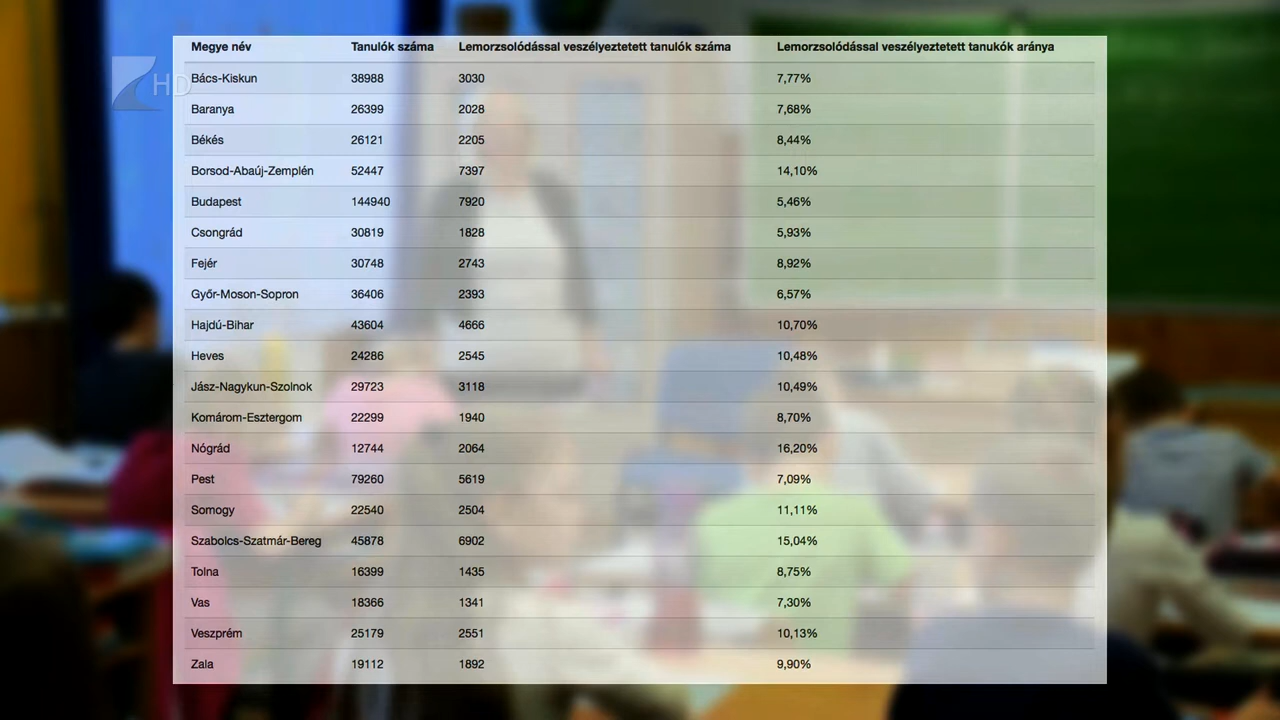 Megye név Tanulók száma Lemorzsolódással veszélyeztetett tanulók száma Lemorzsolódással veszélyeztetett tanukók aránya
HD
Bács-Kiskun 38988 3030 7,77%
Baranya 26399 2028 7,68%
Békés 26121 2205 8,44%
Borsod-Abaúj-Zemplén 52447 7397 14,10%
Budapest 144940 7920 5,46%
Csongrád 30819 1828 5,93%
Fejér 30748 2743 8,92%
Győr-Moson-Sopron 36406 2393 6,57%
Hajdú-Bihar 43604 4666 10,70%
Heves 24286 2545 10,48%
Jász-Nagykun-Szolnok 29723 3118 10,49%
Komárom-Esztergom 22299 1940 8,70%
Nógrád 12744 2064 16,20%
Pest 79260 5619 7,09%
Somogy 22540 2504 11,11%
Szabolcs-Szatmár-Bereg 45878 6902 15,04%
Tolna 16399 1435 8,75%
Vas 18366 1341 7,30%
Veszprém 25179 2551 10,13%
Zala 19112 1892 9,90%